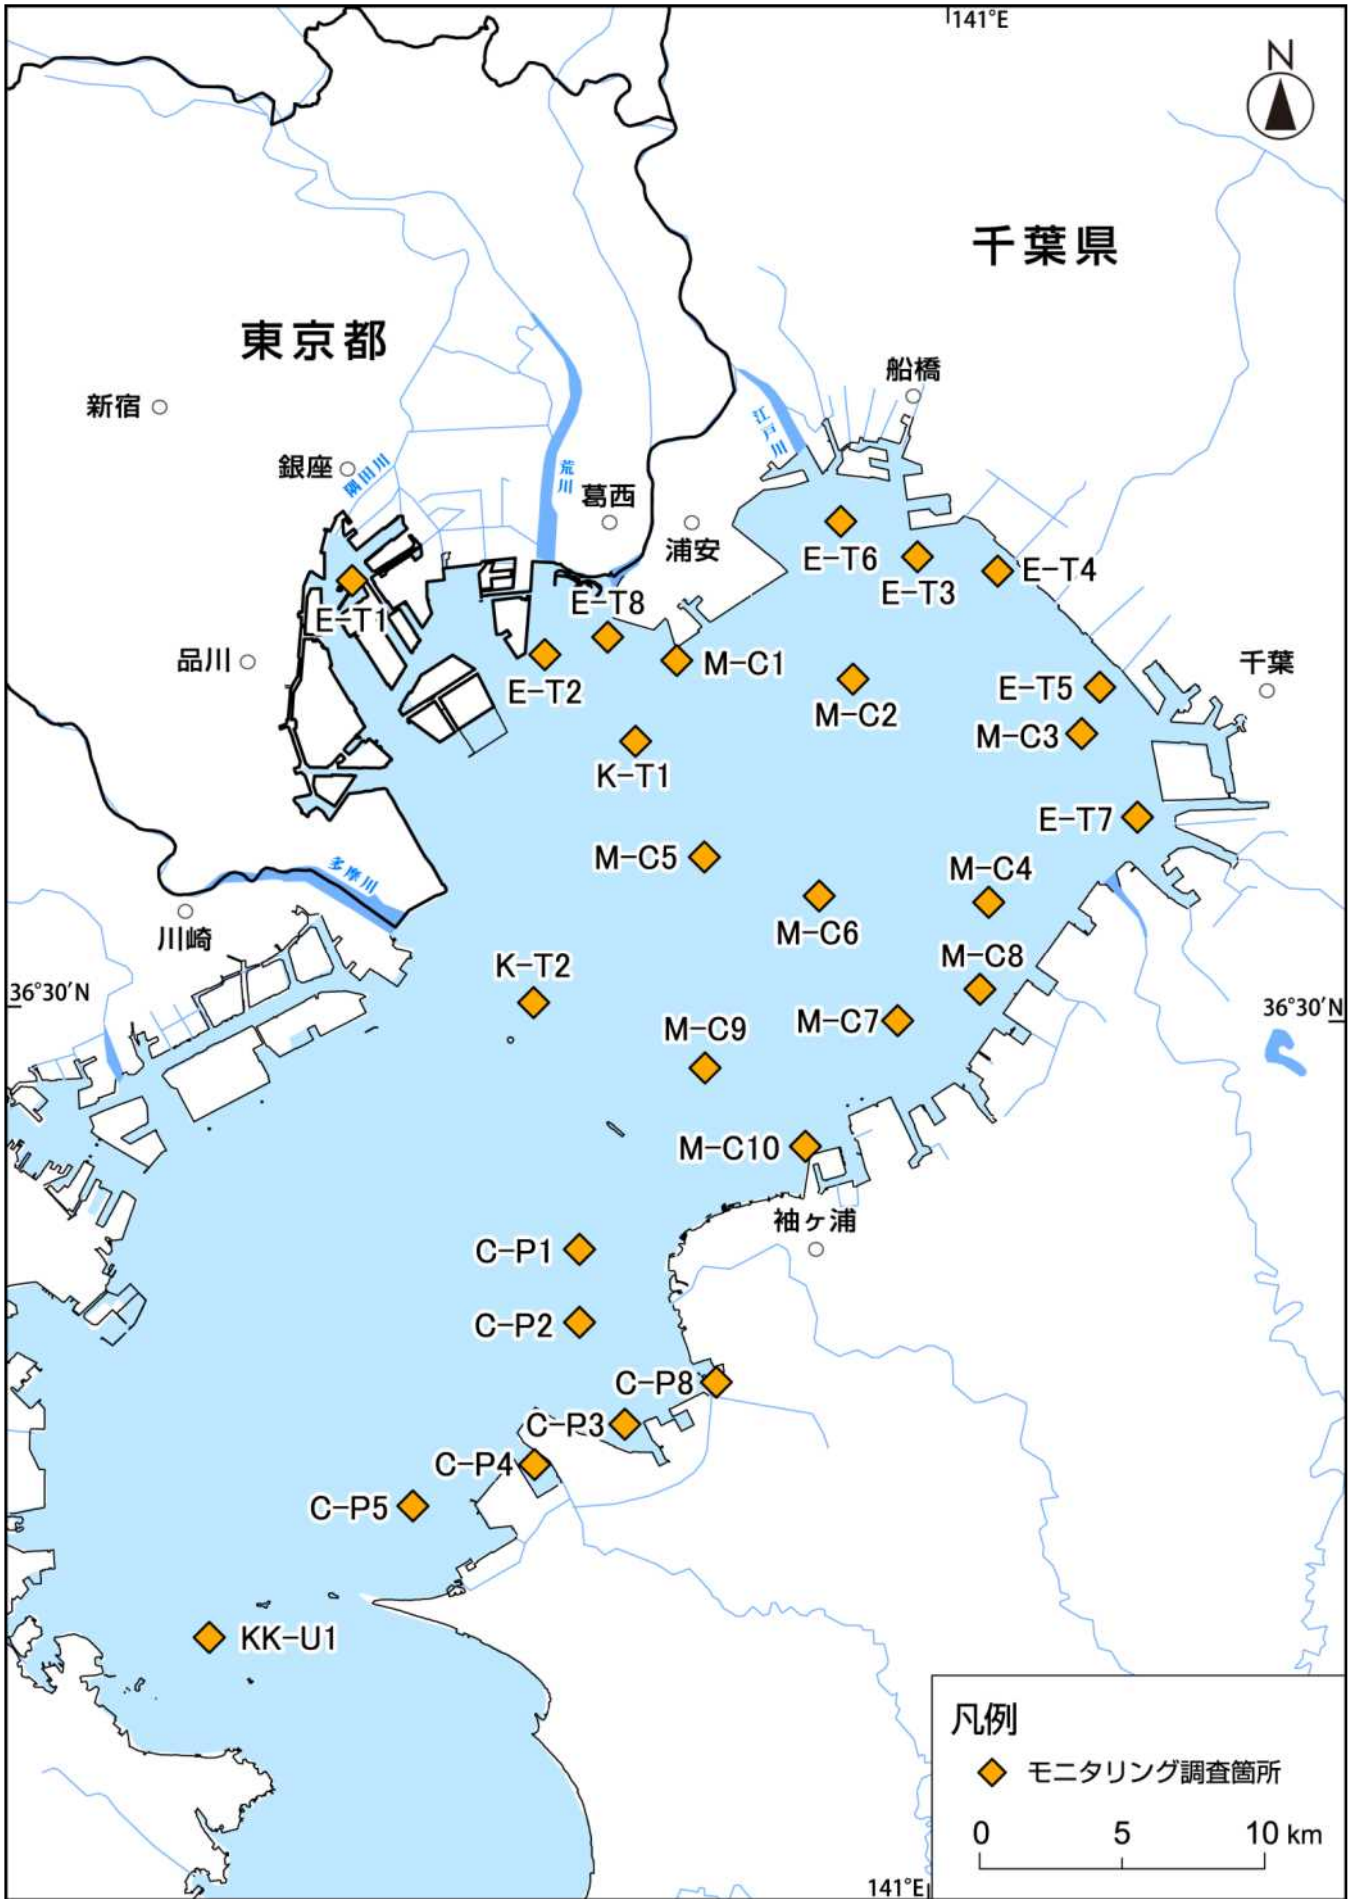 141°E
N
千葉県
東京都
船橋
新宿
江戸川
銀座
隅田川
荒川
葛西
浦安
E-T6
E-T3
E-T4
E-T1
E-T8
品川
E-T2
M-C1
M-C2
E-T5
千葉
M-C3
K-T1
E-T7
M-C5
多摩川
M-C4
川崎
M-C6
K-T2
M-C8
36°30′N
36°30′N
M-C9
M-C7
M-C10
袖ヶ浦
C-P1
C-P2
C-P8
C-P3
C-P4
C-P5
KK-U1
凡例
モニタリング調査箇所
0 5 10 km
141°E